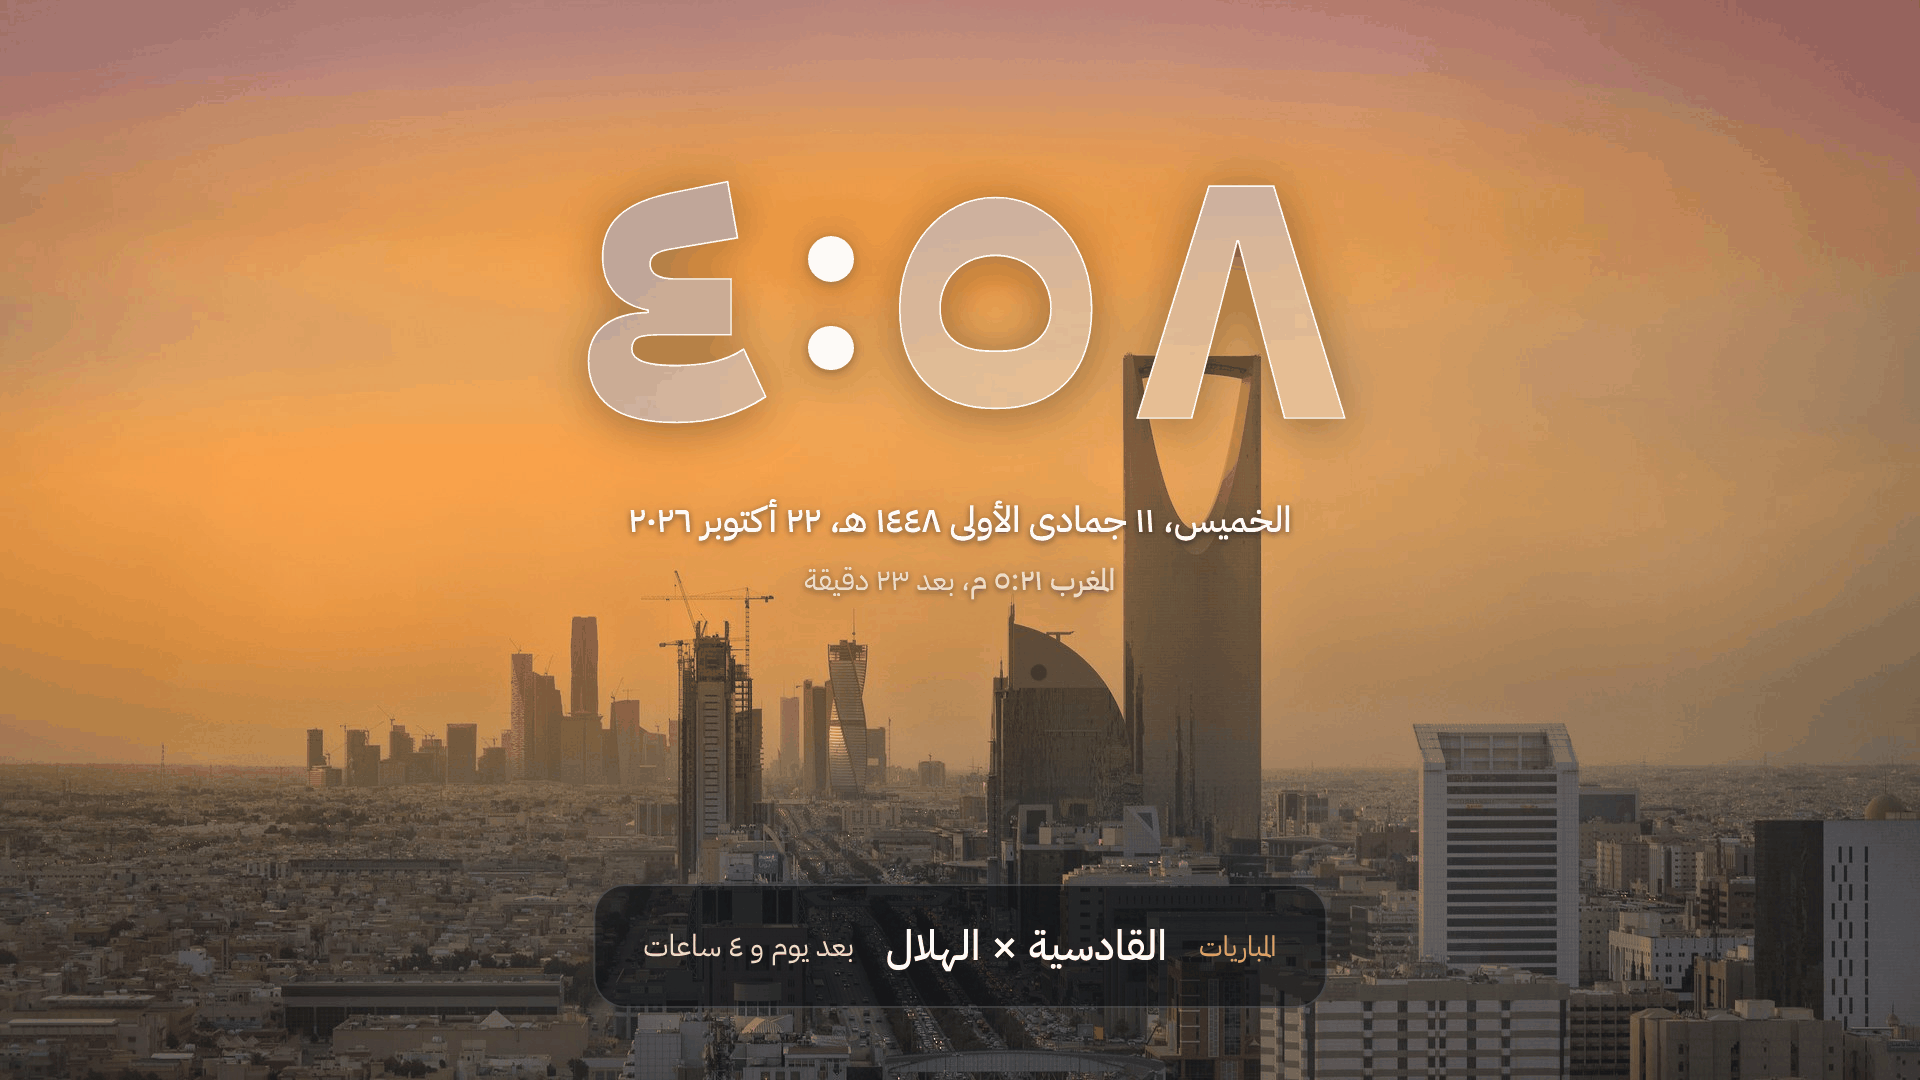 ٤:٥٨
الخميس، ١١ جمادى الأولى ١٤٤٨ هـ، ٢٢ أكتوبر ٢٠٢٦
المغرب ٥:٢١ م، بعد ٢٣ دقيقة
المباريات القادسية × الهلال بعد يوم و ٤ ساعات